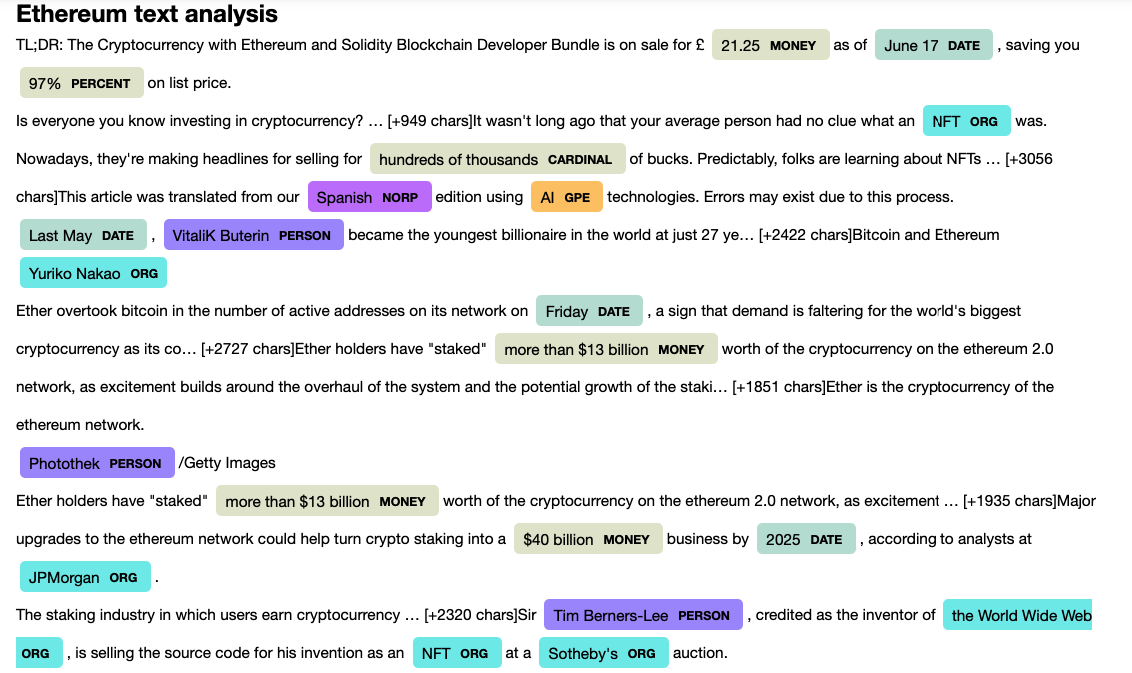 Ethereum text analysis
TL;DR: The Cryptocurrency with Ethereum and Solidity Blockchain Developer Bundle is on sale for £ 21.25 MONEY as of June 17 DATE , saving you
97% PERCENT on list price.
Is everyone you know investing in cryptocurrency? … [+949 chars]It wasn't long ago that your average person had no clue what an NFT ORG was.
Nowadays, they're making headlines for selling for hundreds of thousands CARDINAL of bucks. Predictably, folks are learning about NFTs … [+3056
chars]This article was translated from our Spanish NORP edition using AI GPE technologies. Errors may exist due to this process.
Last May DATE , VitaliK Buterin PERSON became the youngest billionaire in the world at just 27 ye… [+2422 chars]Bitcoin and Ethereum
Yuriko Nakao ORG
Ether overtook bitcoin in the number of active addresses on its network on Friday DATE , a sign that demand is faltering for the world's biggest
cryptocurrency as its co… [+2727 chars]Ether holders have "staked" more than $13 billion MONEY worth of the cryptocurrency on the ethereum 2.0
network, as excitement builds around the overhaul of the system and the potential growth of the staki… [+1851 chars]Ether is the cryptocurrency of the
ethereum network.
Photothek PERSON /Getty Images
Ether holders have "staked" more than $13 billion MONEY worth of the cryptocurrency on the ethereum 2.0 network, as excitement … [+1935 chars]Major
upgrades to the ethereum network could help turn crypto staking into a $40 billion MONEY business by 2025 DATE , according to analysts at
JPMorgan ORG .
The staking industry in which users earn cryptocurrency … [+2320 chars]Sir Tim Berners-Lee PERSON , credited as the inventor of the World Wide Web
ORG , is selling the source code for his invention as an NFT ORG at a Sotheby's ORG auction.